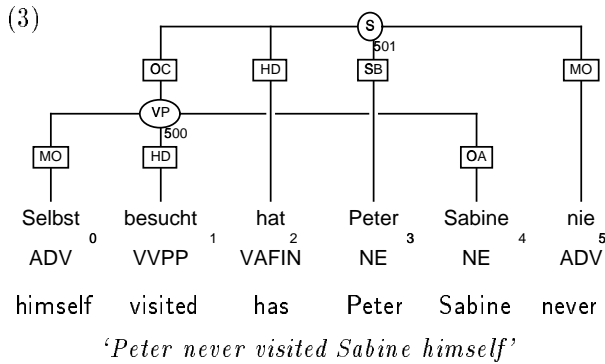 (3)
S
501
OC HD SB MO
VP
500
MO HD OA
Selbst besucht hat Peter Sabine nie
0 1 2 3 4 5
ADV VVPP VAFIN NE NE ADV
himself visited has Peter Sabine never
‘Peter never visited Sabine himself’